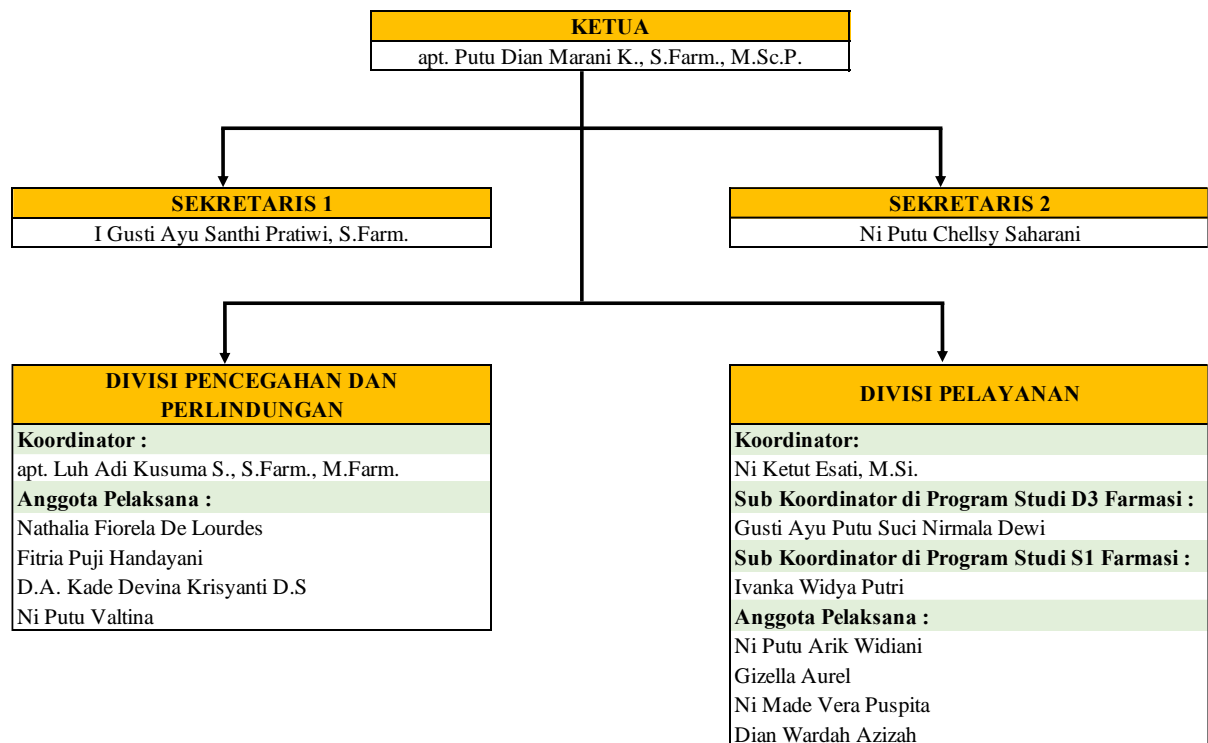 KETUA
apt. Putu Dian Marani K., S.Farm., M.Sc.P.
SEKRETARIS 1
I Gusti Ayu Santhi Pratiwi, S.Farm.
SEKRETARIS 2
Ni Putu Chellsy Saharani
DIVISI PENCEGAHAN DAN
PERLINDUNGAN
Koordinator :
apt. Luh Adi Kusuma S., S.Farm., M.Farm.
Anggota Pelaksana :
Nathalia Fiorela De Lourdes
Fitria Puji Handayani
D.A. Kade Devina Krisyanti D.S
Ni Putu Valtina
DIVISI PELAYANAN
Koordinator:
Ni Ketut Esati, M.Si.
Sub Koordinator di Program Studi D3 Farmasi :
Gusti Ayu Putu Suci Nirmala Dewi
Sub Koordinator di Program Studi S1 Farmasi :
Ivanka Widya Putri
Anggota Pelaksana :
Ni Putu Arik Widiani
Gizella Aurel
Ni Made Vera Puspita
Dian Wardah Azizah